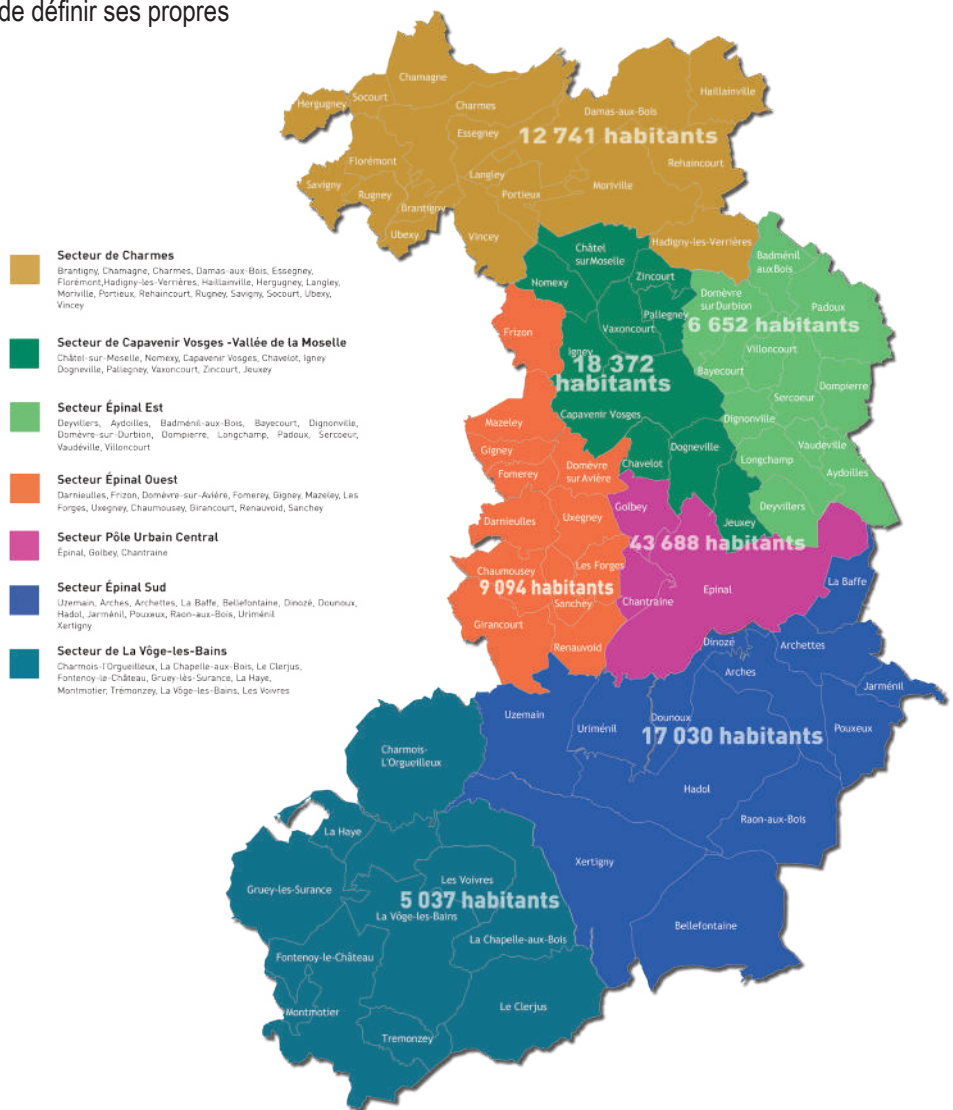 de définir ses propres
Secteur de Charmes
Brantigny, Chamagne, Charmes, Damas-aux-Bois, Essegney,
Florémont,Hadigny-les-Verrières, Haillainville, Hergugney, Langley,
Moriville, Portieux, Rehaincourt, Rugney, Savigny, Socourt, Ubexy,
Vincey
Secteur de Capavenir Vosges -Vallée de la Moselle
Châtel-sur-Moselle, Nomexy, Capavenir Vosges, Chavelot, Igney
Dogneville, Pallegney, Vaxoncourt, Zincourt, Jeuxey
Secteur Épinal Est
Deyvillers, Aydoilles, Badménil-aux-Bois, Bayecourt, Dignonville,
Domèvre-sur-Durbion, Dompierre, Longchamp, Padoux, Sercoeur,
Vaudéville, Villoncourt
Secteur Épinal Ouest
Darnieulles, Frizon, Domèvre-sur-Avière, Fomerey, Gigney, Mazeley, Les
Forges, Uxegney, Chaumousey, Girancourt, Renauvoid, Sanchey
Secteur Pôle Urbain Central
Épinal, Golbey, Chantraine
Secteur Épinal Sud
Uzemain, Arches, Archettes, La Baffe, Bellefontaine, Dinozé, Dounoux,
Hadol, Jarménil, Pouxeux, Raon-aux-Bois, Uriménil
Xertigny
Secteur de La Vôge-les-Bains
Charmois-l'Orgueilleux, La Chapelle-aux-Bois, Le Clerjus,
Fontenoy-le-Château, Gruey-lès-Surance, La Haye,
Montmotier, Trémonzey, La Vôge-les-Bains, Les Voivres
Chamagne
Haillainville
Socourt
Hergugney
Charmes
Damas-aux-Bois
Essegney
12 741 habitants
Florémont
Rehaincourt
Langley
Savigny
Moriville
Rugney
Portieux
Brantigny
Ubexy
Vincey
Hadigny-les-Verrières
Châtel
sur Moselle
Badménil
aux Bois
Zincourt
Nomexy
Domèvre
sur Durbion
Padoux
Pallegney
Vaxoncourt
6 652 habitants
Frizon
Igney
Villoncourt
18 372
habitants
Bayecourt
Dompierre
Sercoeur
Capavenir Vosges
Dignonville
Mazeley
Dogneville
Vaudeville
Gigney
Domèvre
sur Avière
Chavelot
Longchamp
Aydoilles
Fomerey
Golbey
Deyvillers
Darnieulles
Uxegney
Jeuxey
43 688 habitants
Chaumousey
Les Forges
La Baffe
9 094 habitants
Epinal
Sanchey
Chantraine
Girancourt
Renauvoid
Dinozé
Archettes
Arches
Jarménil
Uzemain
Dounoux
Uriménil
17 030 habitants
Pouxeux
Charmois-
L'Orgueilleux
Hadol
Raon-aux-Bois
La Haye
Xertigny
Les Voivres
Gruey-les-Surance
5 037 habitants
La Vôge-les-Bains
Bellefontaine
La Chapelle-aux-Bois
Fontenoy-le-Château
Le Clerjus
Montmotier
Tremonzey